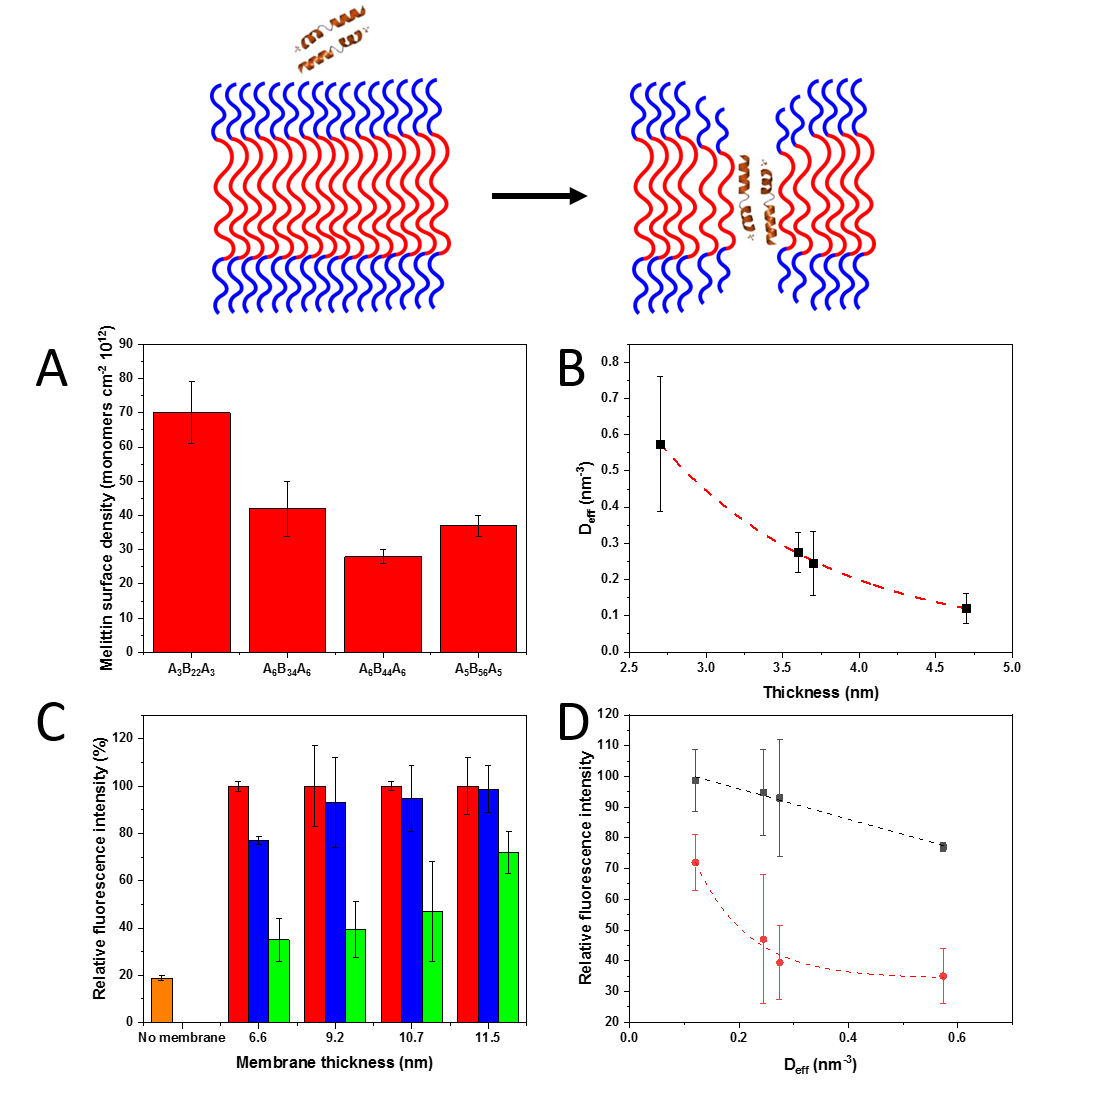 A
Melittin surface density (monomers cm⁻² 10¹²)
90
80
70
60
50
40
30
20
10
0
A₃B₂₂A₃ A₆B₃₄A₆ A₆B₄₄A₆ A₅B₅₆A₅
B
D_eff (nm⁻³)
0.8
0.7
0.6
0.5
0.4
0.3
0.2
0.1
0.0
2.5 3.0 3.5 4.0 4.5 5.0
Thickness (nm)
C
Relative fluorescence intensity (%)
120
100
80
60
40
20
0
No membrane 6.6 9.2 10.7 11.5
Membrane thickness (nm)
D
Relative fluorescence intensity
120
110
100
90
80
70
60
50
40
30
20
0.0 0.2 0.4 0.6
D_eff (nm⁻³)